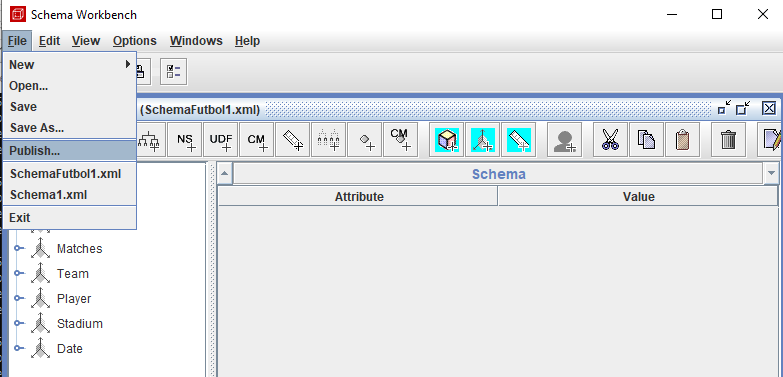 Schema Workbench
File Edit View Options Windows Help
New
Open...
Save
Save As...
Publish...
SchemaFutbol1.xml
Schema1.xml
Exit
(SchemaFutbol1.xml)
NS UDF CM CM
Schema
Attribute Value
Matches
Team
Player
Stadium
Date